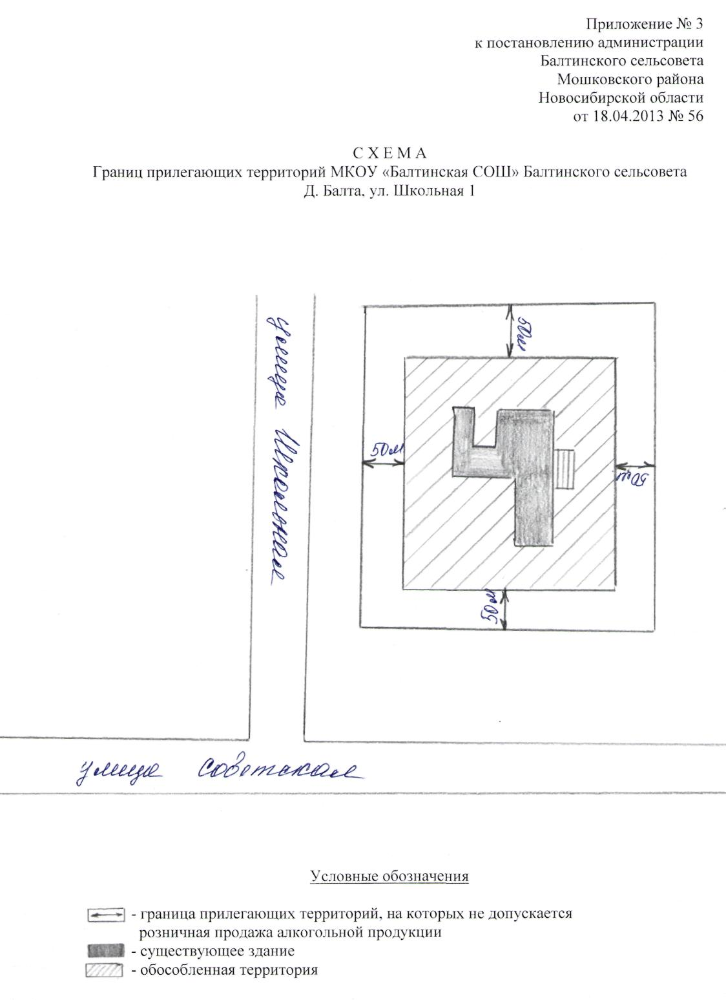 Приложение № 3
к постановлению администрации
Балтинского сельсовета
Мошковского района
Новосибирской области
от 18.04.2013 № 56
С Х Е М А
Границ прилегающих территорий МКОУ «Балтинская СОШ» Балтинского сельсовета
Д. Балта, ул. Школьная 1
50м
улица Школьная
50м
50м
50м
улица Советская
Условные обозначения
- граница прилегающих территорий, на которых не допускается
розничная продажа алкогольной продукции
- существующее здание
- обособленная территория